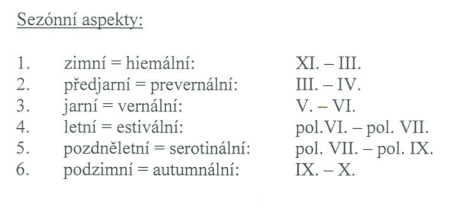 Sezónní aspekty:
1. zimní = hiemální: XI. – III.
2. předjarní = prevernální: III. – IV.
3. jarní = vernální: V. – VI.
4. letní = estivální: pol.VI. – pol. VII.
5. pozdněletní = serotinální: pol. VII. – pol. IX.
6. podzimní = autumnální: IX. – X.